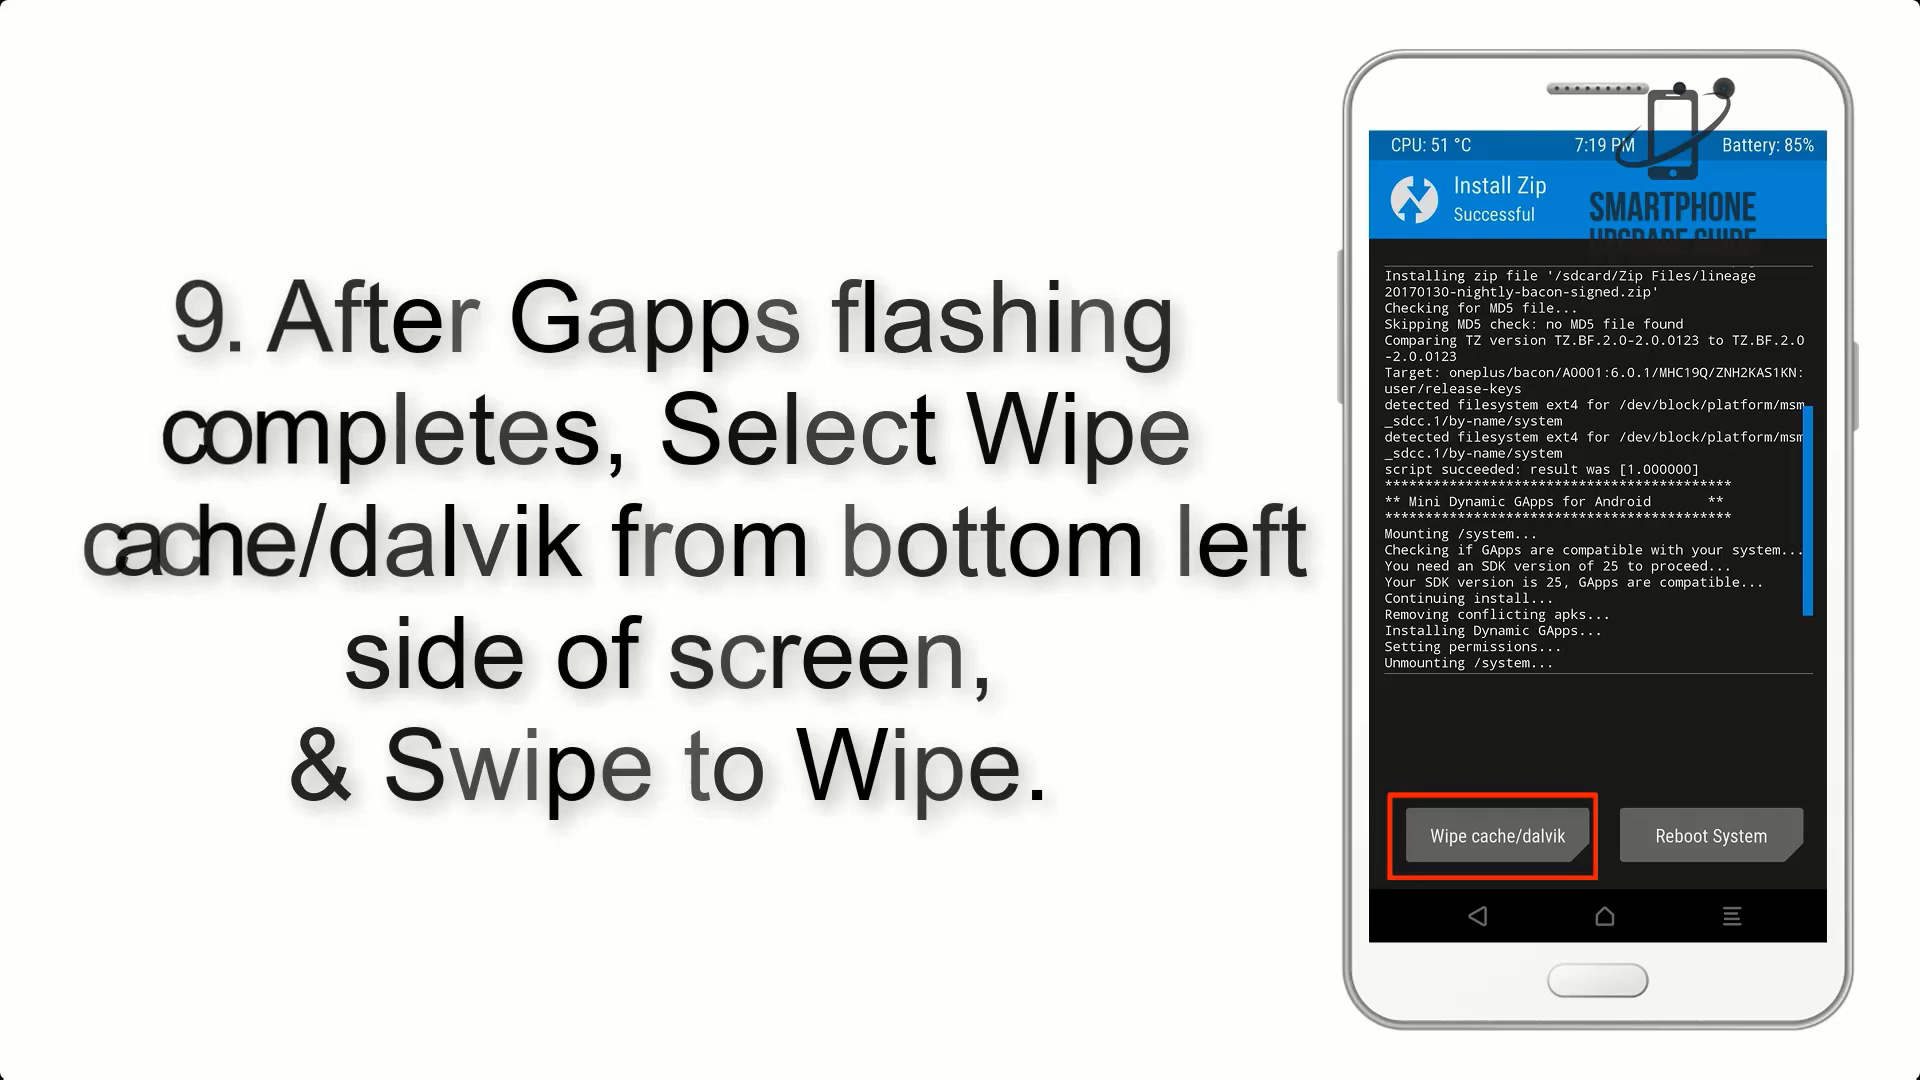 9. After Gapps flashing
completes, Select Wipe
cache/dalvik from bottom left
side of screen,
& Swipe to Wipe.
CPU: 51 °C 7:19 PM Battery: 85%
Install Zip
Successful
SMARTPHONE
UPGRADE GUIDE
Installing zip file '/sdcard/Zip Files/lineage
20170130-nightly-bacon-signed.zip'
Checking for MD5 file...
Skipping MD5 check: no MD5 file found
Comparing TZ version TZ.BF.2.0-2.0.0123 to TZ.BF.2.0
-2.0.0123
Target: oneplus/bacon/A0001:6.0.1/MHC19Q/ZNH2KAS1KN:
user/release-keys
detected filesystem ext4 for /dev/block/platform/msm
_sdcc.1/by-name/system
detected filesystem ext4 for /dev/block/platform/msm
_sdcc.1/by-name/system
script succeeded: result was [1.000000]
******************************************
** Mini Dynamic GApps for Android **
******************************************
Mounting /system...
Checking if GApps are compatible with your system...
You need an SDK version of 25 to proceed...
Your SDK version is 25, GApps are compatible...
Continuing install...
Removing conflicting apks...
Installing Dynamic GApps...
Setting permissions...
Unmounting /system...
Wipe cache/dalvik
Reboot System